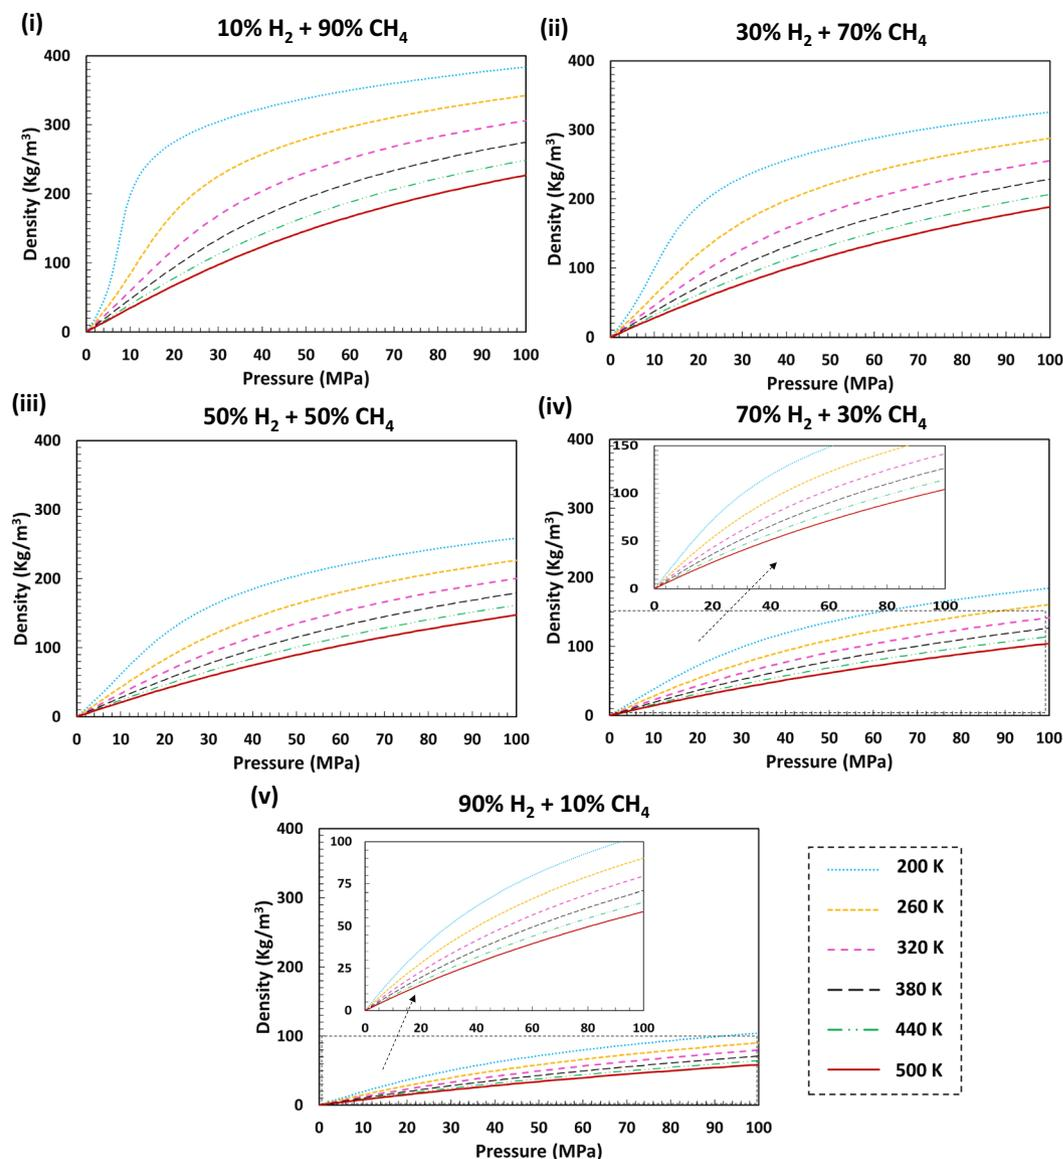 (i)
10% H₂ + 90% CH₄
400
300
200
100
0
Density (Kg/m³)
0 10 20 30 40 50 60 70 80 90 100
Pressure (MPa)
(ii)
30% H₂ + 70% CH₄
400
300
200
100
0
Density (Kg/m³)
0 10 20 30 40 50 60 70 80 90 100
Pressure (MPa)
(iii)
50% H₂ + 50% CH₄
400
300
200
100
0
Density (Kg/m³)
0 10 20 30 40 50 60 70 80 90 100
Pressure (MPa)
(iv)
70% H₂ + 30% CH₄
400
300
200
100
0
Density (Kg/m³)
150
100
50
0
0 20 40 60 80 100
0 10 20 30 40 50 60 70 80 90 100
Pressure (MPa)
(v)
90% H₂ + 10% CH₄
400
300
200
100
0
Density (Kg/m³)
100
75
50
25
0
0 20 40 60 80 100
0 10 20 30 40 50 60 70 80 90 100
Pressure (MPa)
200 K
260 K
320 K
380 K
440 K
500 K